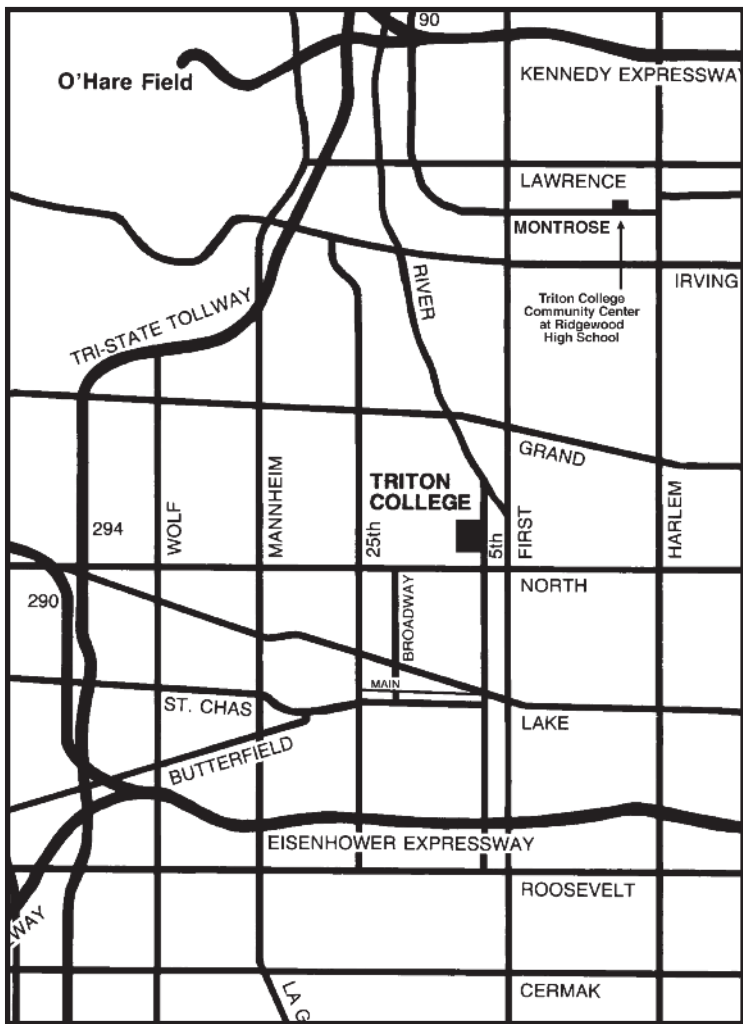 90
O'Hare Field
KENNEDY EXPRESSWAY
LAWRENCE
MONTROSE
RIVER
IRVING
Triton College
Community Center
at Ridgewood
High School
TRI-STATE TOLLWAY
GRAND
TRITON
COLLEGE
294
WOLF
MANNHEIM
25th
5th
FIRST
HARLEM
NORTH
290
BROADWAY
MAIN
ST. CHAS
LAKE
BUTTERFIELD
EISENHOWER EXPRESSWAY
ROOSEVELT
LWAY
CERMAK
LA G